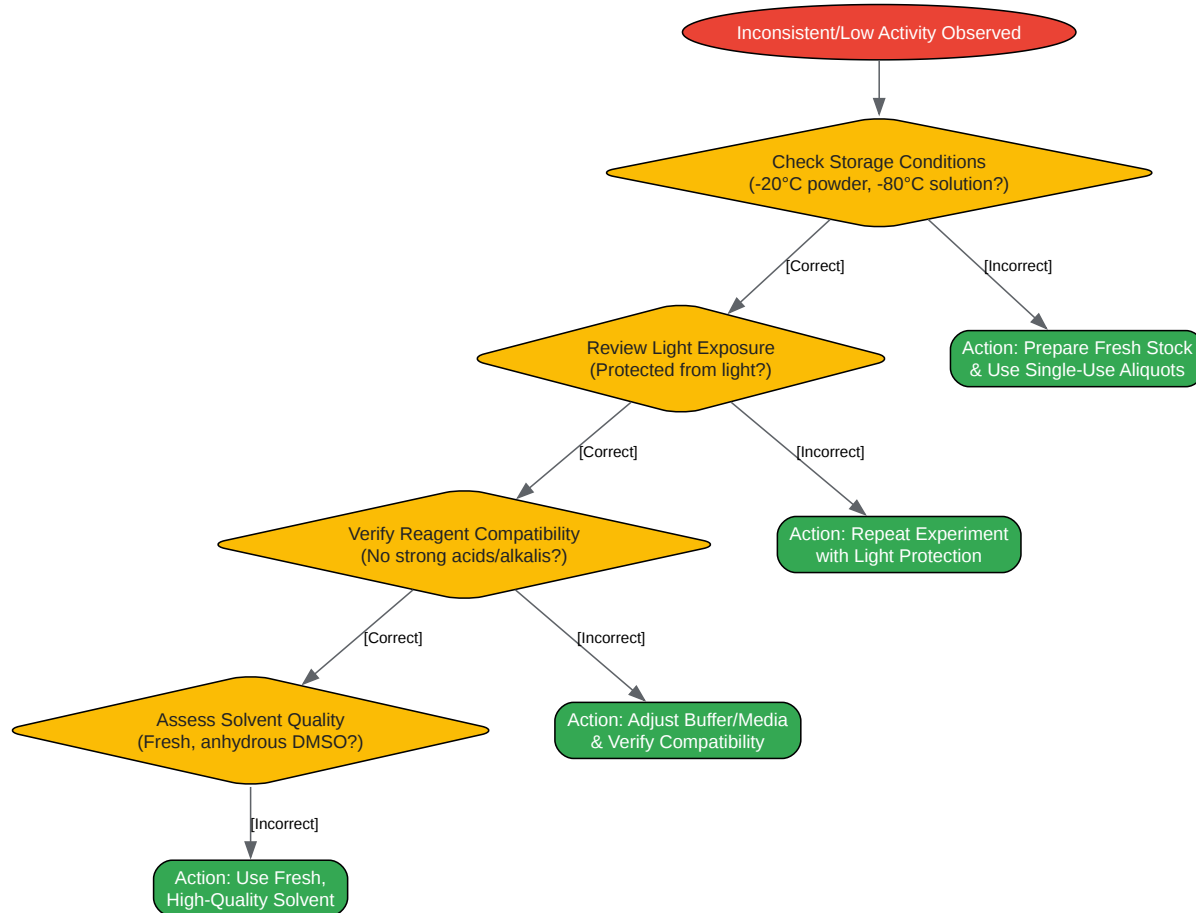 Inconsistent/Low Activity Observed
Check Storage Conditions
(-20°C powder, -80°C solution?)
[Correct]
[Incorrect]
Review Light Exposure
(Protected from light?)
Action: Prepare Fresh Stock
& Use Single-Use Aliquots
[Correct]
[Incorrect]
Verify Reagent Compatibility
(No strong acids/alkalis?)
Action: Repeat Experiment
with Light Protection
[Correct]
[Incorrect]
Assess Solvent Quality
(Fresh, anhydrous DMSO?)
Action: Adjust Buffer/Media
& Verify Compatibility
[Incorrect]
Action: Use Fresh,
High-Quality Solvent